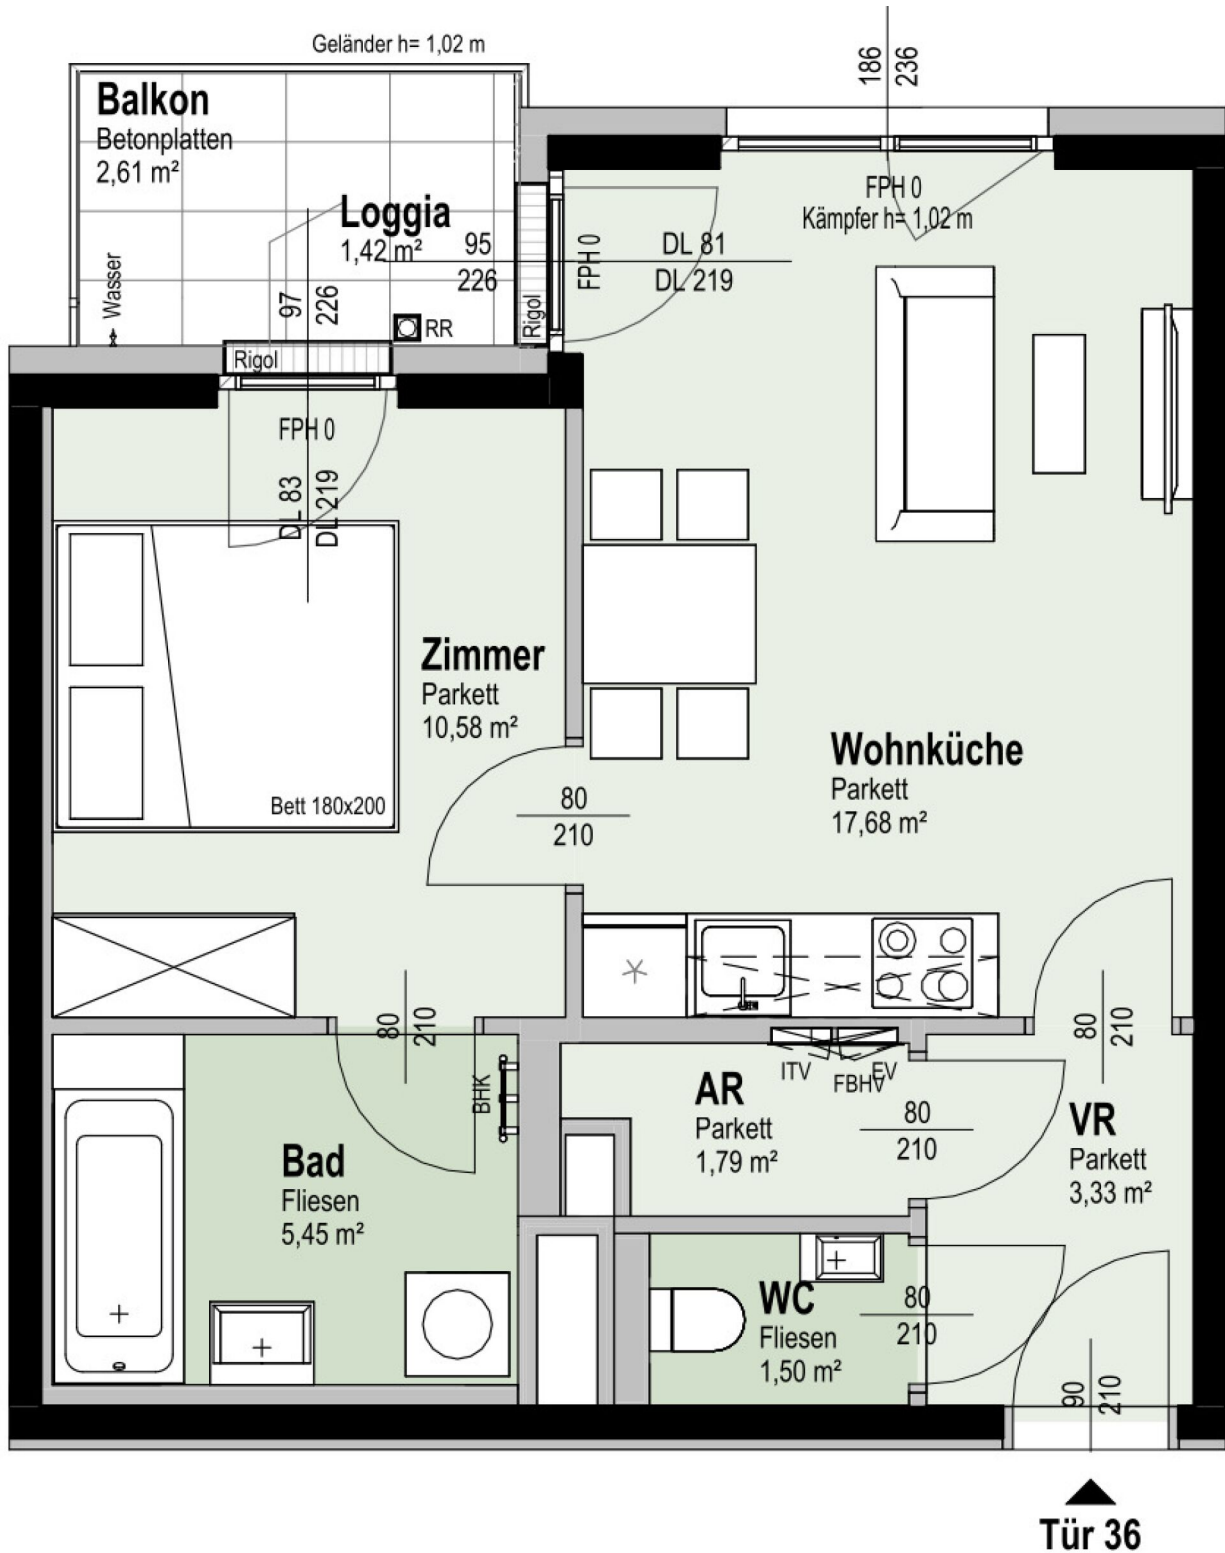 Geländer h= 1,02 m
186
236
Balkon
Betonplatten
2,61 m²
Loggia
1,42 m²
95
226
FPH 0
DL 81
DL 219
FPH 0
Kämpfer h= 1,02 m
Wasser
97
226
RR
Rigol
Rigol
FPH 0
DL 83
DL 219
Zimmer
Parkett
10,58 m²
Bett 180x200
Wohnküche
Parkett
17,68 m²
80
210
80
210
80
210
BHK
ITV
FBHV
EV
AR
Parkett
1,79 m²
80
210
VR
Parkett
3,33 m²
Bad
Fliesen
5,45 m²
WC
Fliesen
1,50 m²
80
210
90
210
Tür 36